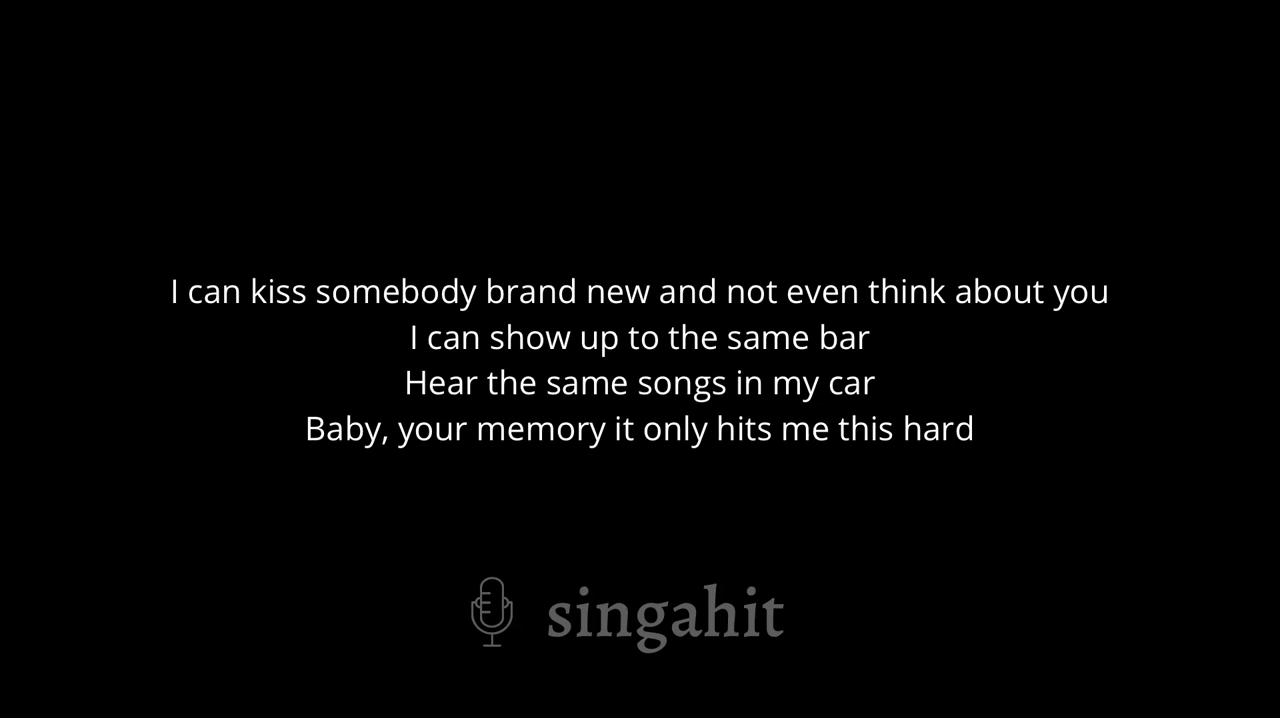 I can kiss somebody brand new and not even think about you
I can show up to the same bar
Hear the same songs in my car
Baby, your memory it only hits me this hard
singahit